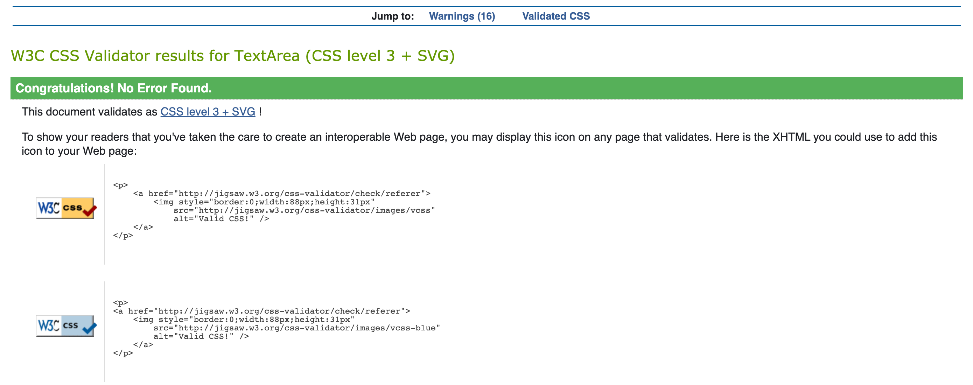 Jump to: Warnings (16) Validated CSS
W3C CSS Validator results for TextArea (CSS level 3 + SVG)
Congratulations! No Error Found.
This document validates as CSS level 3 + SVG !
To show your readers that you've taken the care to create an interoperable Web page, you may display this icon on any page that validates. Here is the XHTML you could use to add this
icon to your Web page:
W3C css
<p>
<a href="http://jigsaw.w3.org/css-validator/check/referer">
<img style="border:0;width:88px;height:31px"
src="http://jigsaw.w3.org/css-validator/images/vcss"
alt="Valid CSS!" />
</a>
</p>
W3C css
<p>
<a href="http://jigsaw.w3.org/css-validator/check/referer">
<img style="border:0;width:88px;height:31px"
src="http://jigsaw.w3.org/css-validator/images/vcss-blue"
alt="Valid CSS!" />
</a>
</p>